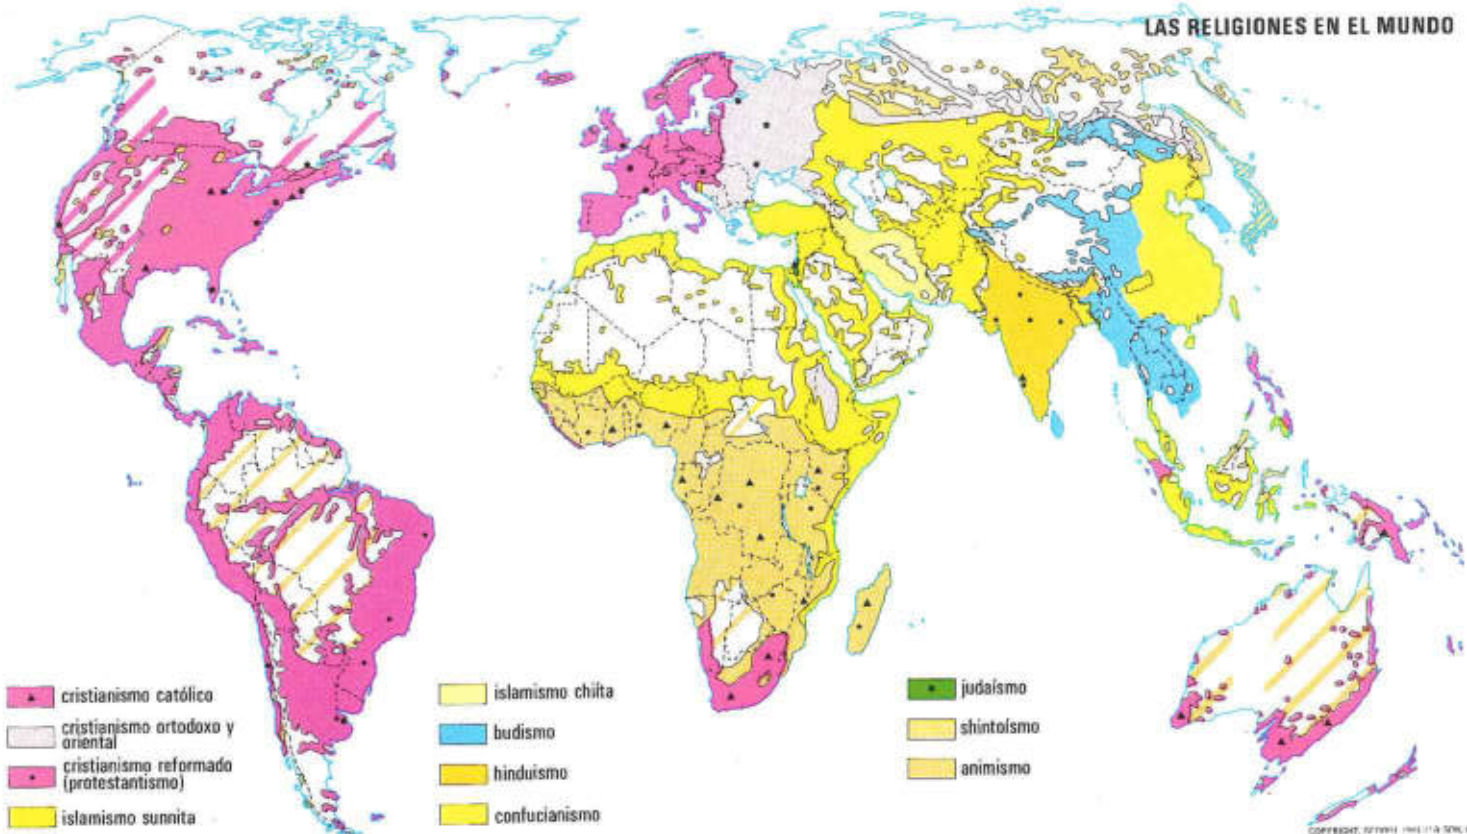 LAS RELIGIONES EN EL MUNDO
cristianismo católico
cristianismo ortodoxo y
oriental
cristianismo reformado
(protestantismo)
islamismo sunnita
islamismo chiíta
budismo
hinduismo
confucianismo
judaísmo
shintoísmo
animismo
COPYRIGHT